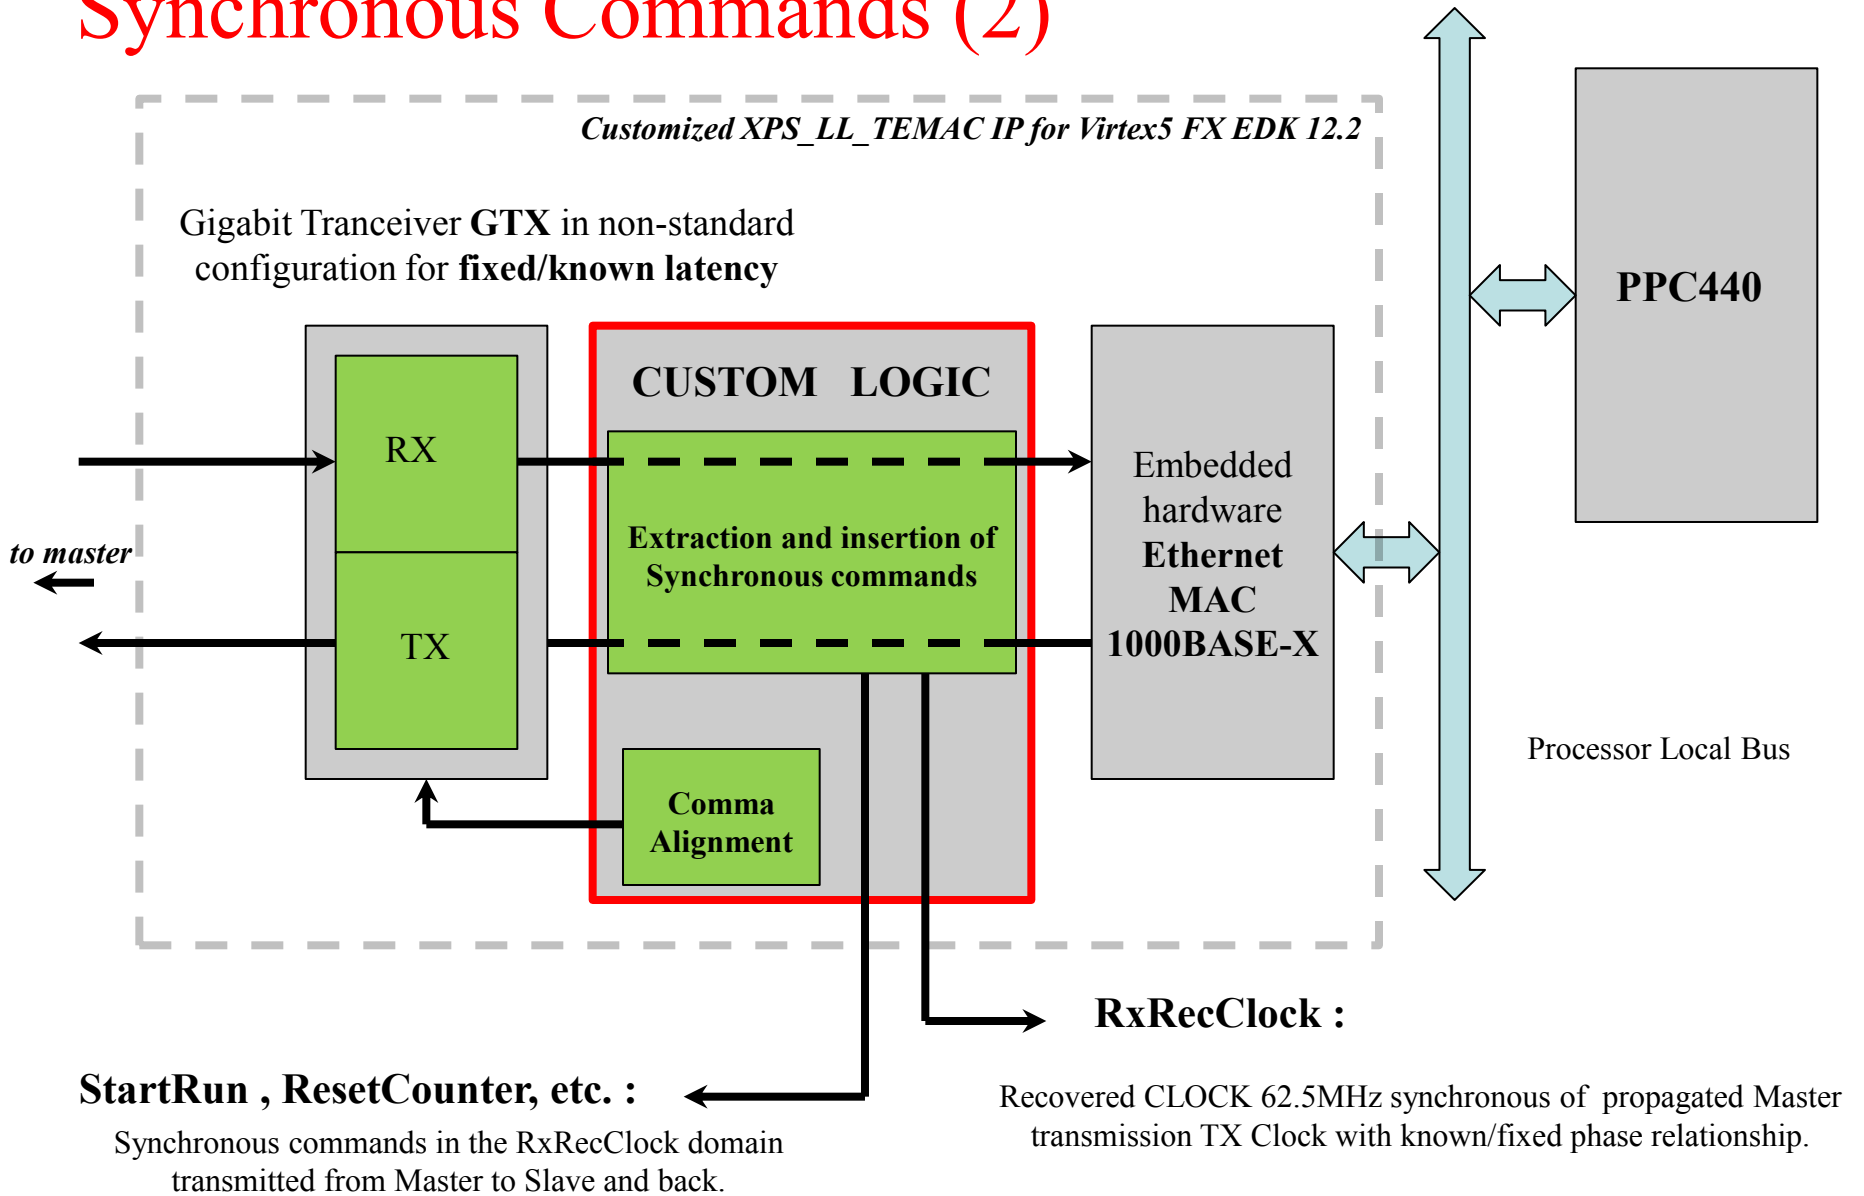 Synchronous Commands (2)
Customized XPS_LL_TEMAC IP for Virtex5 FX EDK 12.2
Gigabit Tranceiver GTX in non-standard
configuration for fixed/known latency
PPC440
CUSTOM LOGIC
RX
Extraction and insertion of
Synchronous commands
Embedded
hardware
Ethernet
MAC
1000BASE-X
to master
TX
Comma
Alignment
Processor Local Bus
RxRecClock :
StartRun , ResetCounter, etc. :
Recovered CLOCK 62.5MHz synchronous of propagated Master
transmission TX Clock with known/fixed phase relationship.
Synchronous commands in the RxRecClock domain
transmitted from Master to Slave and back.